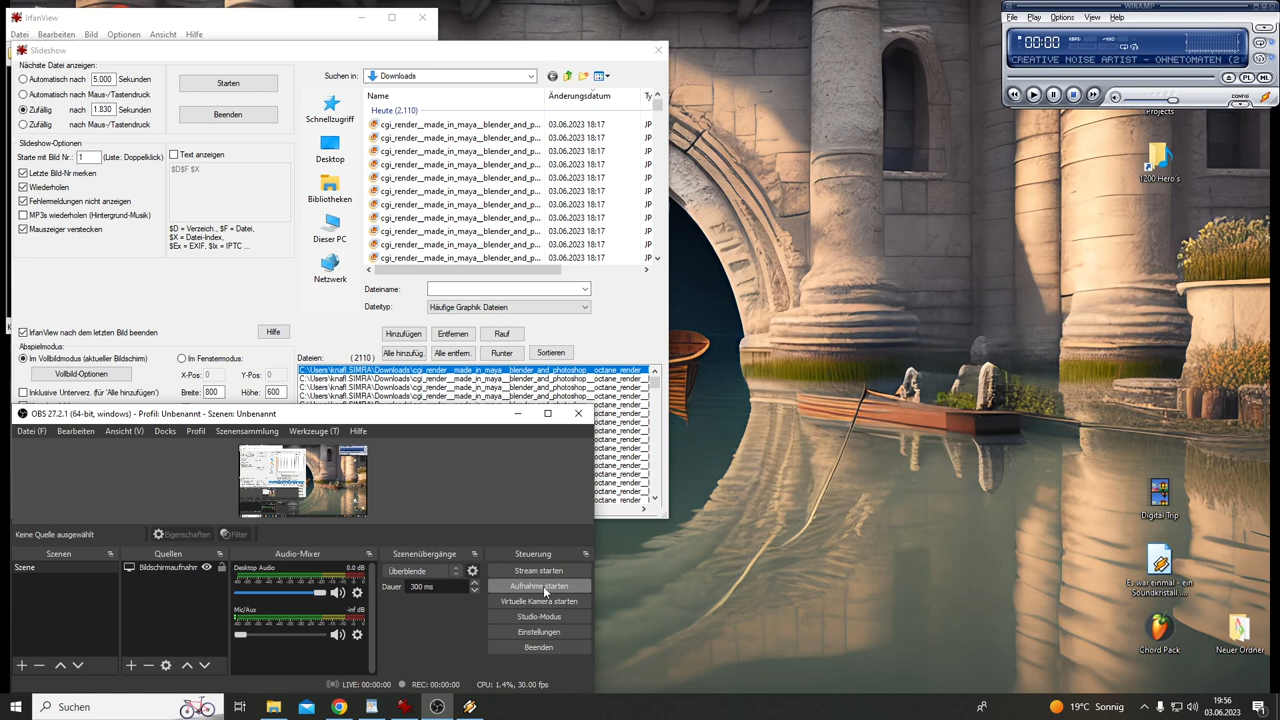 IrfanView
Datei Bearbeiten Bild Optionen Ansicht Hilfe
Slideshow
Nächste Datei anzeigen:
Automatisch nach 5.000 Sekunden
Automatisch nach Maus-/Tastendruck
Zufällig nach 1.830 Sekunden
Zufällig nach Maus-/Tastendruck
Starten
Beenden
Slideshow-Optionen
Starte mit Bild Nr.: 1 (Liste: Doppelklick)
Letzte Bild-Nr merken
Wiederholen
Fehlermeldungen nicht anzeigen
MP3s wiederholen (Hintergrund-Musik)
Mauszeiger verstecken
Text anzeigen
$D$F $X
$D = Verzeich., $F = Datei,
$X = Datei-Index,
$Ex = EXIF, $Ix = IPTC ...
IrfanView nach dem letzten Bild beenden
Hilfe
Abspielmodus:
Im Vollbildmodus (aktueller Bildschirm)
Vollbild-Optionen
Im Fenstermodus:
X-Pos: 0 Y-Pos: 0
Breite: 800 Höhe: 600
Inklusive Unterverz. (für 'Alle hinzufügen')
Suchen in: Downloads
Schnellzugriff
Desktop
Bibliotheken
Dieser PC
Netzwerk
Name Änderungsdatum Ty
Heute (2.110)
cgi_render__made_in_maya__blender_and_p... 03.06.2023 18:17 JP
cgi_render__made_in_maya__blender_and_p... 03.06.2023 18:17 JP
cgi_render__made_in_maya__blender_and_p... 03.06.2023 18:17 JP
cgi_render__made_in_maya__blender_and_p... 03.06.2023 18:17 JP
cgi_render__made_in_maya__blender_and_p... 03.06.2023 18:17 JP
cgi_render__made_in_maya__blender_and_p... 03.06.2023 18:17 JP
cgi_render__made_in_maya__blender_and_p... 03.06.2023 18:17 JP
cgi_render__made_in_maya__blender_and_p... 03.06.2023 18:17 JP
cgi_render__made_in_maya__blender_and_p... 03.06.2023 18:17 JP
cgi_render__made_in_maya__blender_and_p... 03.06.2023 18:17 JP
cgi_render__made_in_maya__blender_and_p... 03.06.2023 18:17 JP
Dateiname:
Dateityp: Häufige Graphik Dateien
Hinzufügen Entfernen Rauf
Alle hinzufüg. Alle entfern. Runter Sortieren
Dateien: (2110)
C:\Users\knafl.SIMRA\Downloads\cgi_render__made_in_maya__blender_and_photoshop__octane_render_
C:\Users\knafl.SIMRA\Downloads\cgi_render__made_in_maya__blender_and_photoshop__octane_render__l
C:\Users\knafl.SIMRA\Downloads\cgi_render__made_in_maya__blender_and_photoshop__octane_render__l
C:\Users\knafl.SIMRA\Downloads\cgi_render__made_in_maya__blender_and_photoshop__octane_render__l
OBS 27.2.1 (64-bit, windows) - Profil: Unbenannt - Szenen: Unbenannt
Datei (F) Bearbeiten Ansicht (V) Docks Profil Szenensammlung Werkzeuge (T) Hilfe
Keine Quelle ausgewählt
Eigenschaften Filter
Szenen
Szene
Quellen
Bildschirmaufnahm
Audio-Mixer
Desktop Audio 0.0 dB
Mic/Aux -inf dB
Szenenübergänge
Überblende
Dauer 300 ms
Steuerung
Stream starten
Aufnahme starten
Virtuelle Kamera starten
Studio-Modus
Einstellungen
Beenden
LIVE: 00:00:00 REC: 00:00:00 CPU: 1.4%, 30.00 fps
WINAMP
File Play Options View Help
00:00
CREATIVE NOISE ARTIST - OHNETOMATEN (2:
PL ML
CONFIG
Projects
1200 Hero's
Digital Trip
Es war einmal - ein Soundkristall ....
Chord Pack
Neuer Ordner
Suchen
19°C Sonnig
19:56
03.06.2023